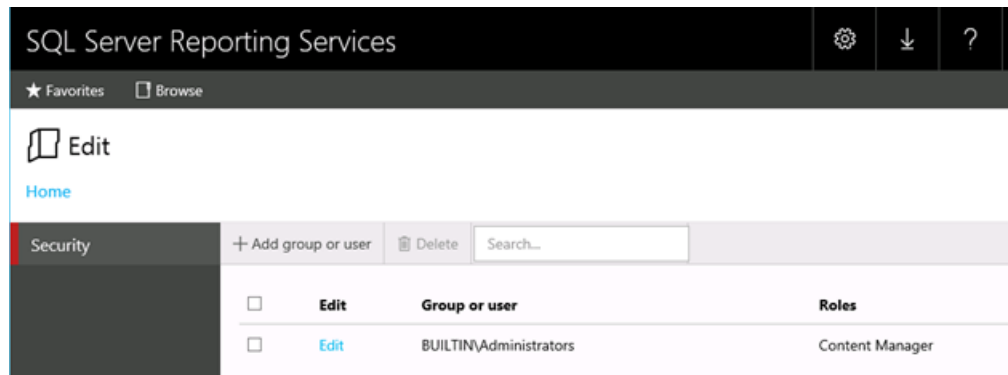 SQL Server Reporting Services ?
Favorites Browse
Edit
Home
Security + Add group or user Delete Search...
Edit Group or user Roles
Edit BUILTIN\Administrators Content Manager